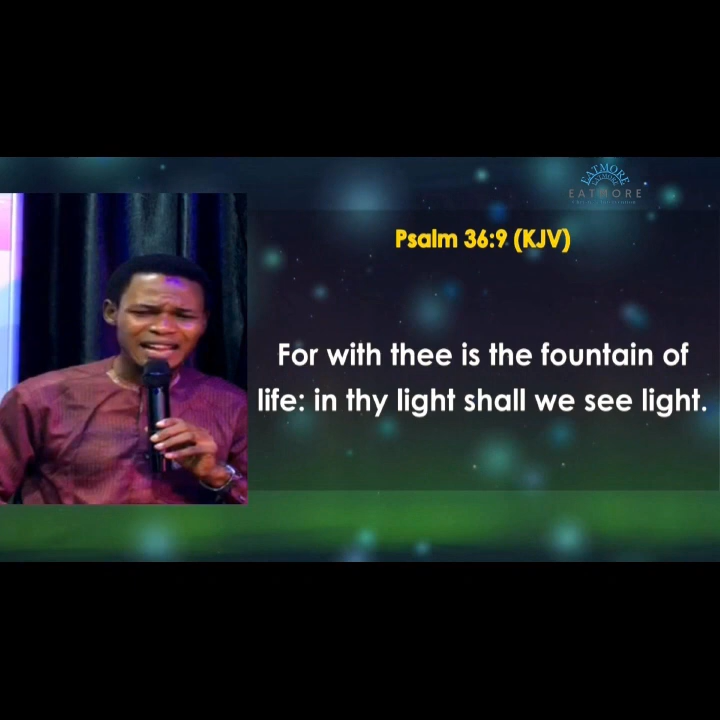 EATMORE
EATMORE
Psalm 36:9 (KJV)
For with thee is the fountain of
life: in thy light shall we see light.